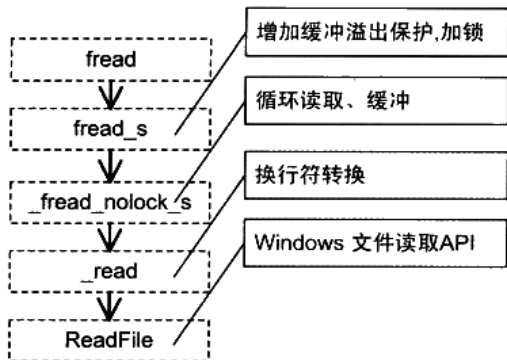 fread
增加缓冲溢出保护,加锁
fread_s
循环读取、缓冲
_fread_nolock_s
换行符转换
_read
Windows 文件读取API
ReadFile